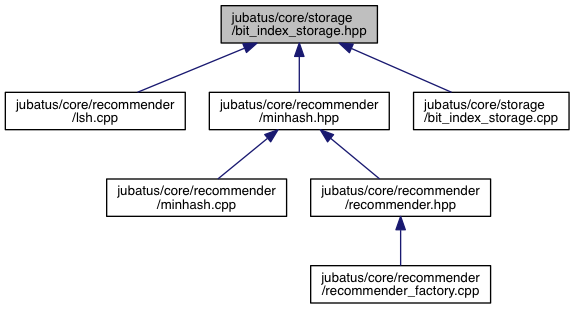 jubatus/core/storage
/bit_index_storage.hpp
jubatus/core/recommender
/lsh.cpp
jubatus/core/recommender
/minhash.hpp
jubatus/core/storage
/bit_index_storage.cpp
jubatus/core/recommender
/minhash.cpp
jubatus/core/recommender
/recommender.hpp
jubatus/core/recommender
/recommender_factory.cpp